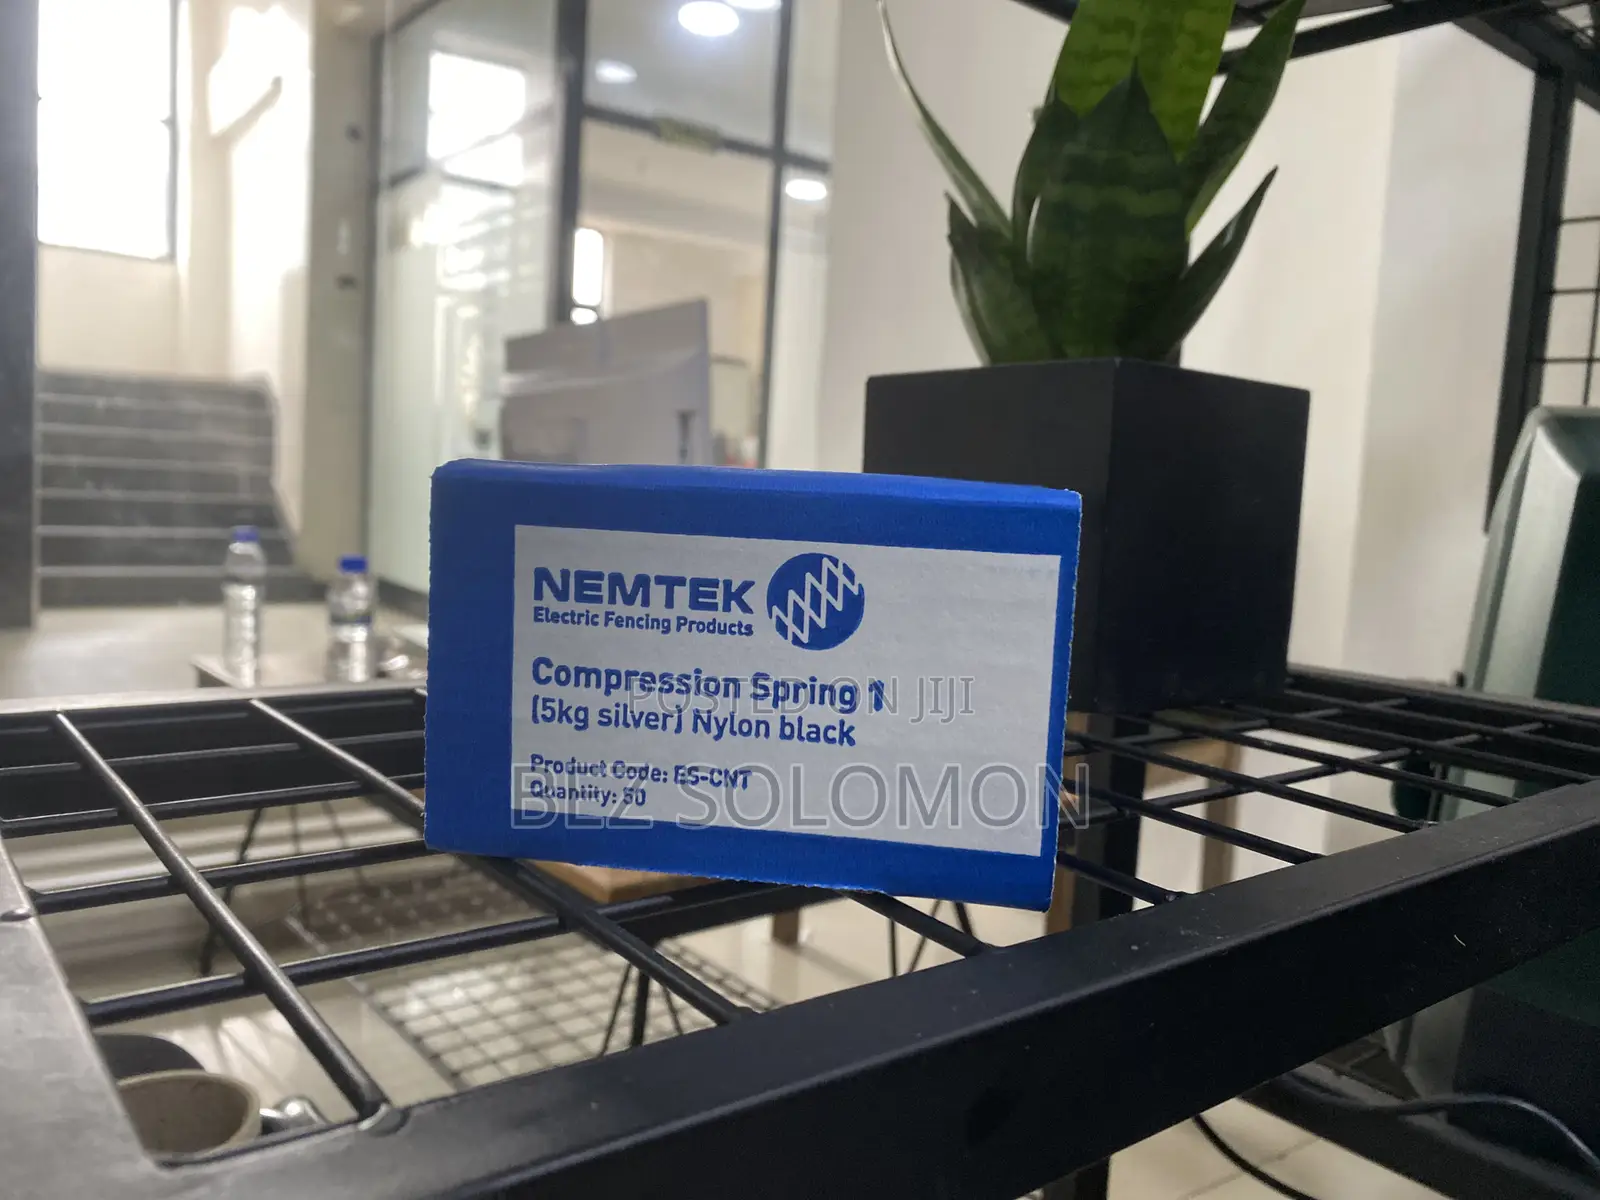 NEMTEK
Electric Fencing Products
Compression Spring 1
(5kg silver) Nylon black
Product Code: ES-CNT
Quantity: 50
POSTED ON JIJI
BLZ SOLOMON